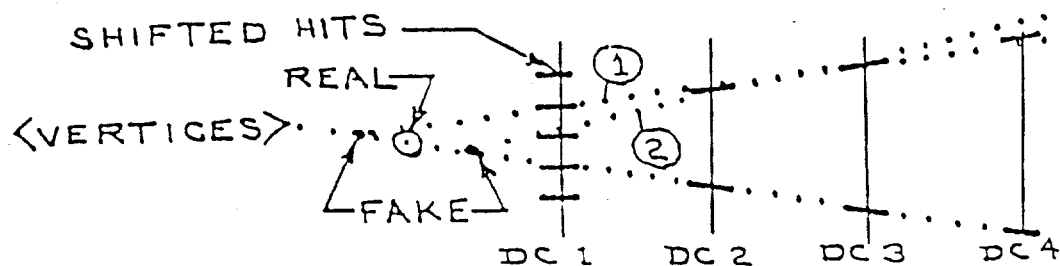 SHIFTED HITS
REAL
1
<VERTICES>
2
FAKE
DC 1
DC 2
DC 3
DC 4